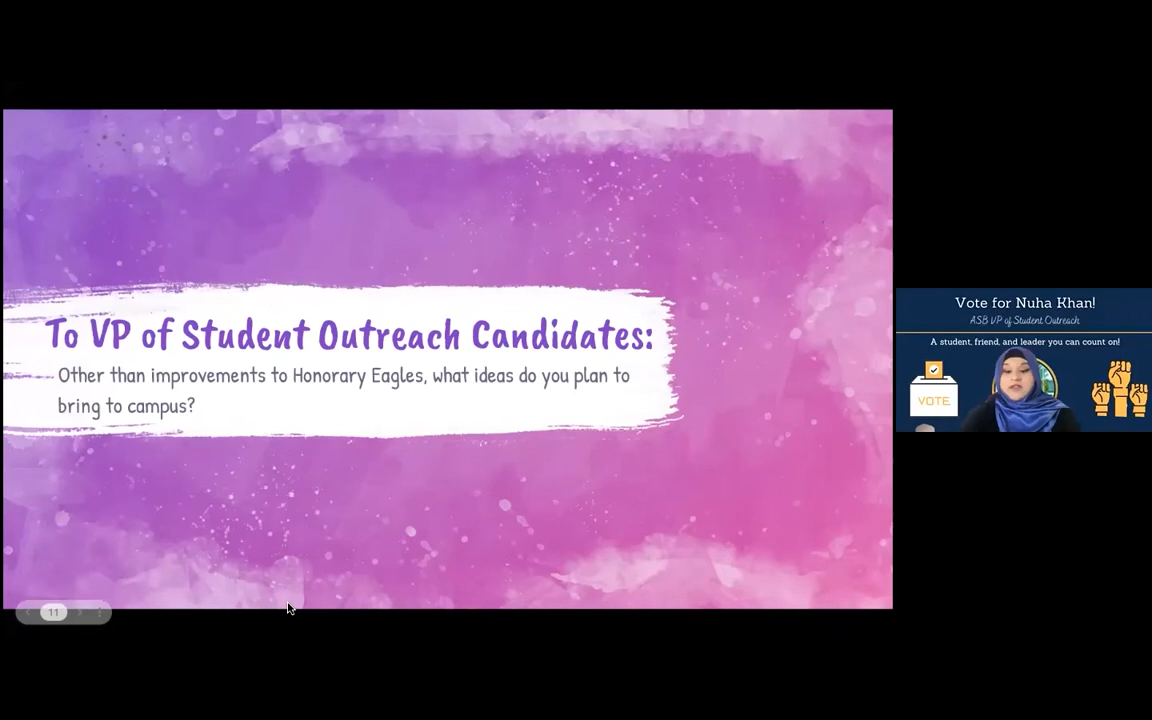 To VP of Student Outreach Candidates:
Other than improvements to Honorary Eagles, what ideas do you plan to
bring to campus?
11
Vote for Nuha Khan!
ASB VP of Student Outreach
A student, friend, and leader you can count on!
VOTE